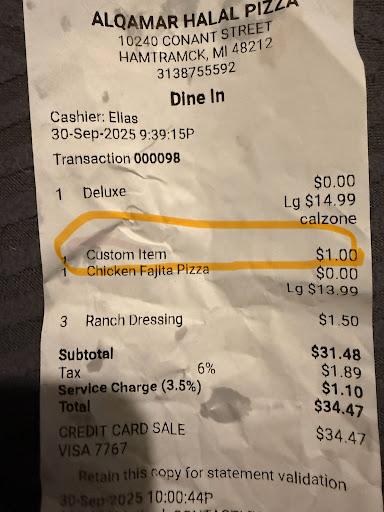 ALQAMAR HALAL PIZZA
10240 CONANT STREET
HAMTRAMCK, MI 48212
3138755592
Dine In
Cashier: Elias
30-Sep-2025 9:39:15P
Transaction 000098
1 Deluxe $0.00
Lg $14.99
calzone
1 Custom Item $1.00
1 Chicken Fajita Pizza $0.00
Lg $13.99
3 Ranch Dressing $1.50
Subtotal $31.48
Tax 6% $1.89
Service Charge (3.5%) $1.10
Total $34.47
CREDIT CARD SALE $34.47
VISA 7767
Retain this copy for statement validation
30-Sep-2025 10:00:44P